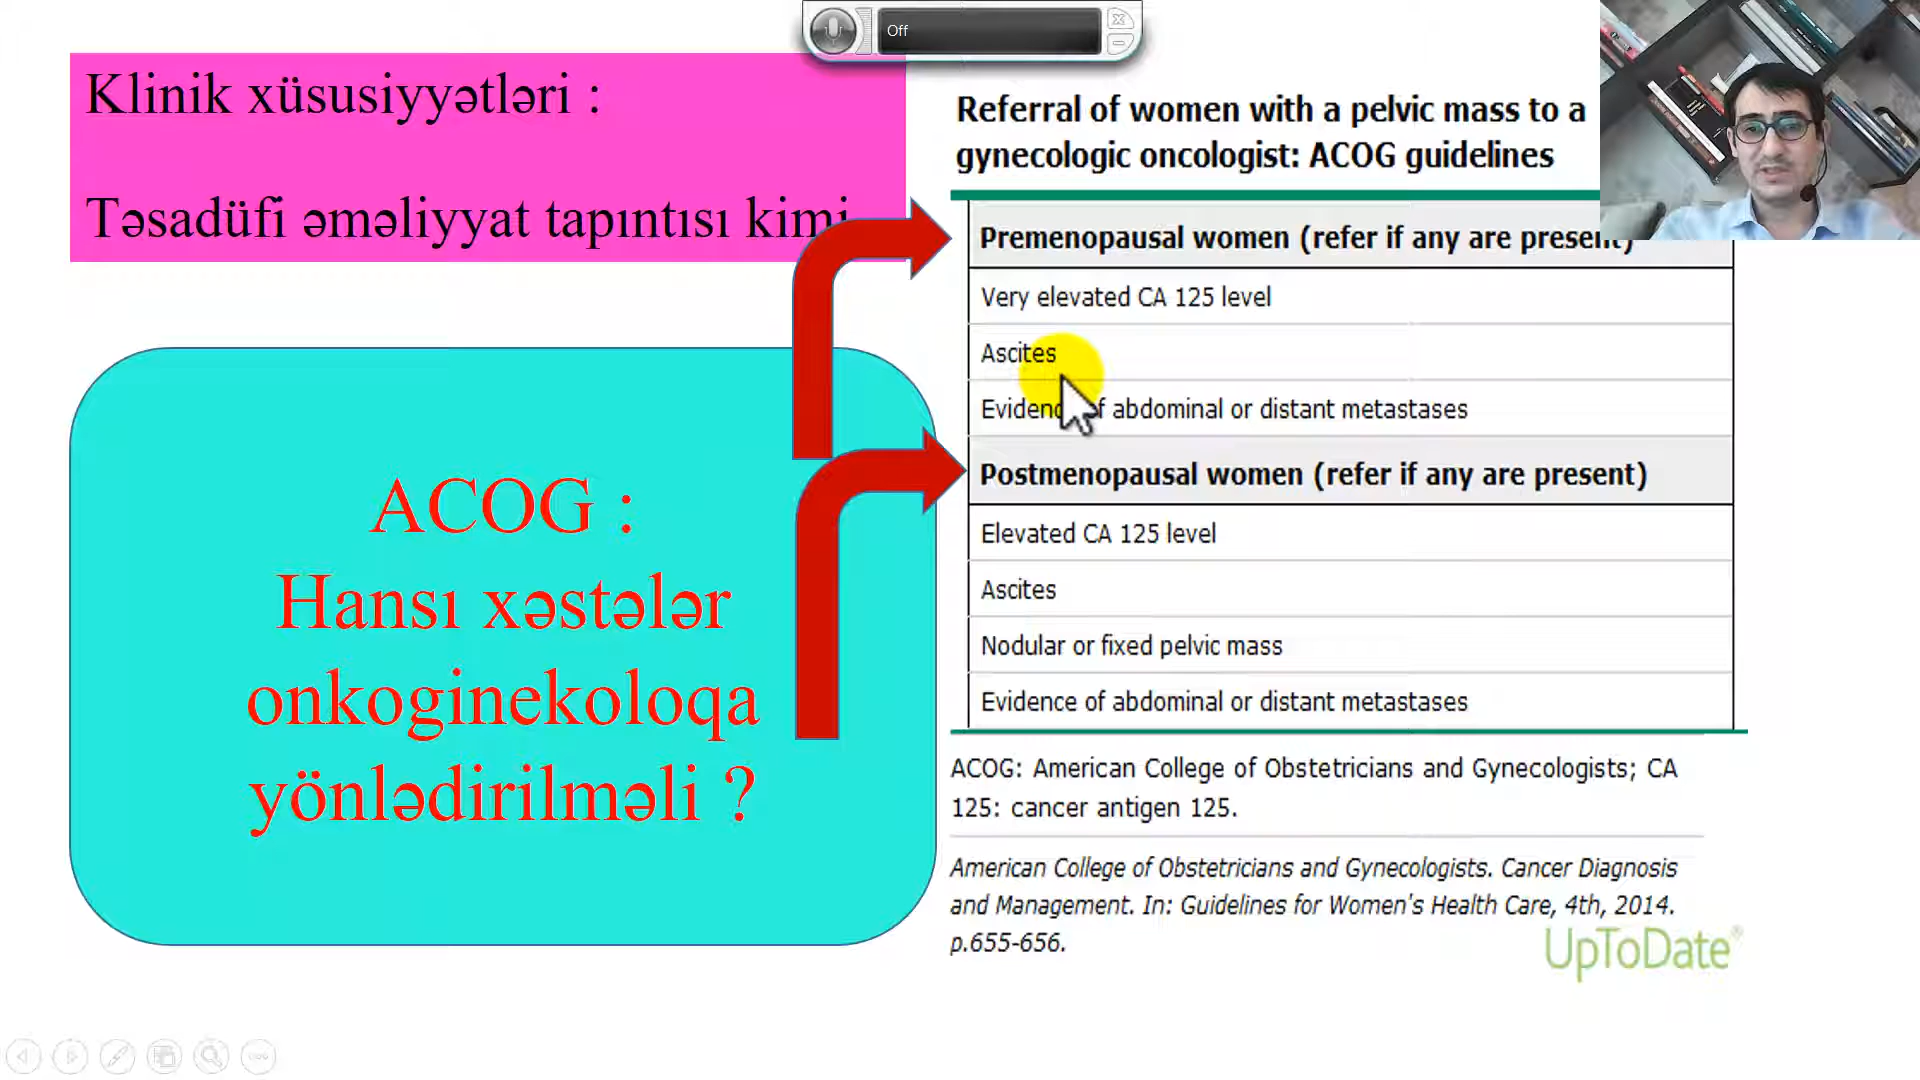 Off
Klinik xüsusiyyətləri :
Təsadüfi əməliyyat tapıntısı kimi
ACOG :
Hansı xəstələr
onkoginekoloqa
yönlədirilməli ?
Referral of women with a pelvic mass to a
gynecologic oncologist: ACOG guidelines
Premenopausal women (refer if any are present)
Very elevated CA 125 level
Ascites
Evidence of abdominal or distant metastases
Postmenopausal women (refer if any are present)
Elevated CA 125 level
Ascites
Nodular or fixed pelvic mass
Evidence of abdominal or distant metastases
ACOG: American College of Obstetricians and Gynecologists; CA
125: cancer antigen 125.
American College of Obstetricians and Gynecologists. Cancer Diagnosis
and Management. In: Guidelines for Women's Health Care, 4th, 2014.
p.655-656.
UpToDate®